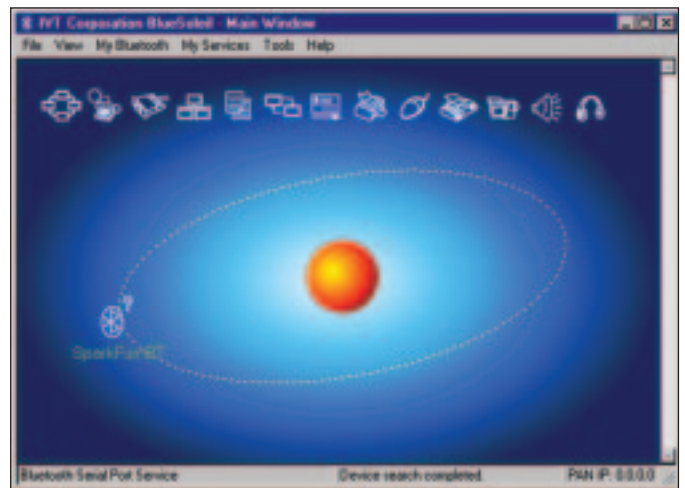 IVT Corporation BlueSoleil - Main Window
File View My Bluetooth My Services Tools Help
?
SparkFunBT
Bluetooth Serial Port Service Device search completed. PAN IP: 0.0.0.0